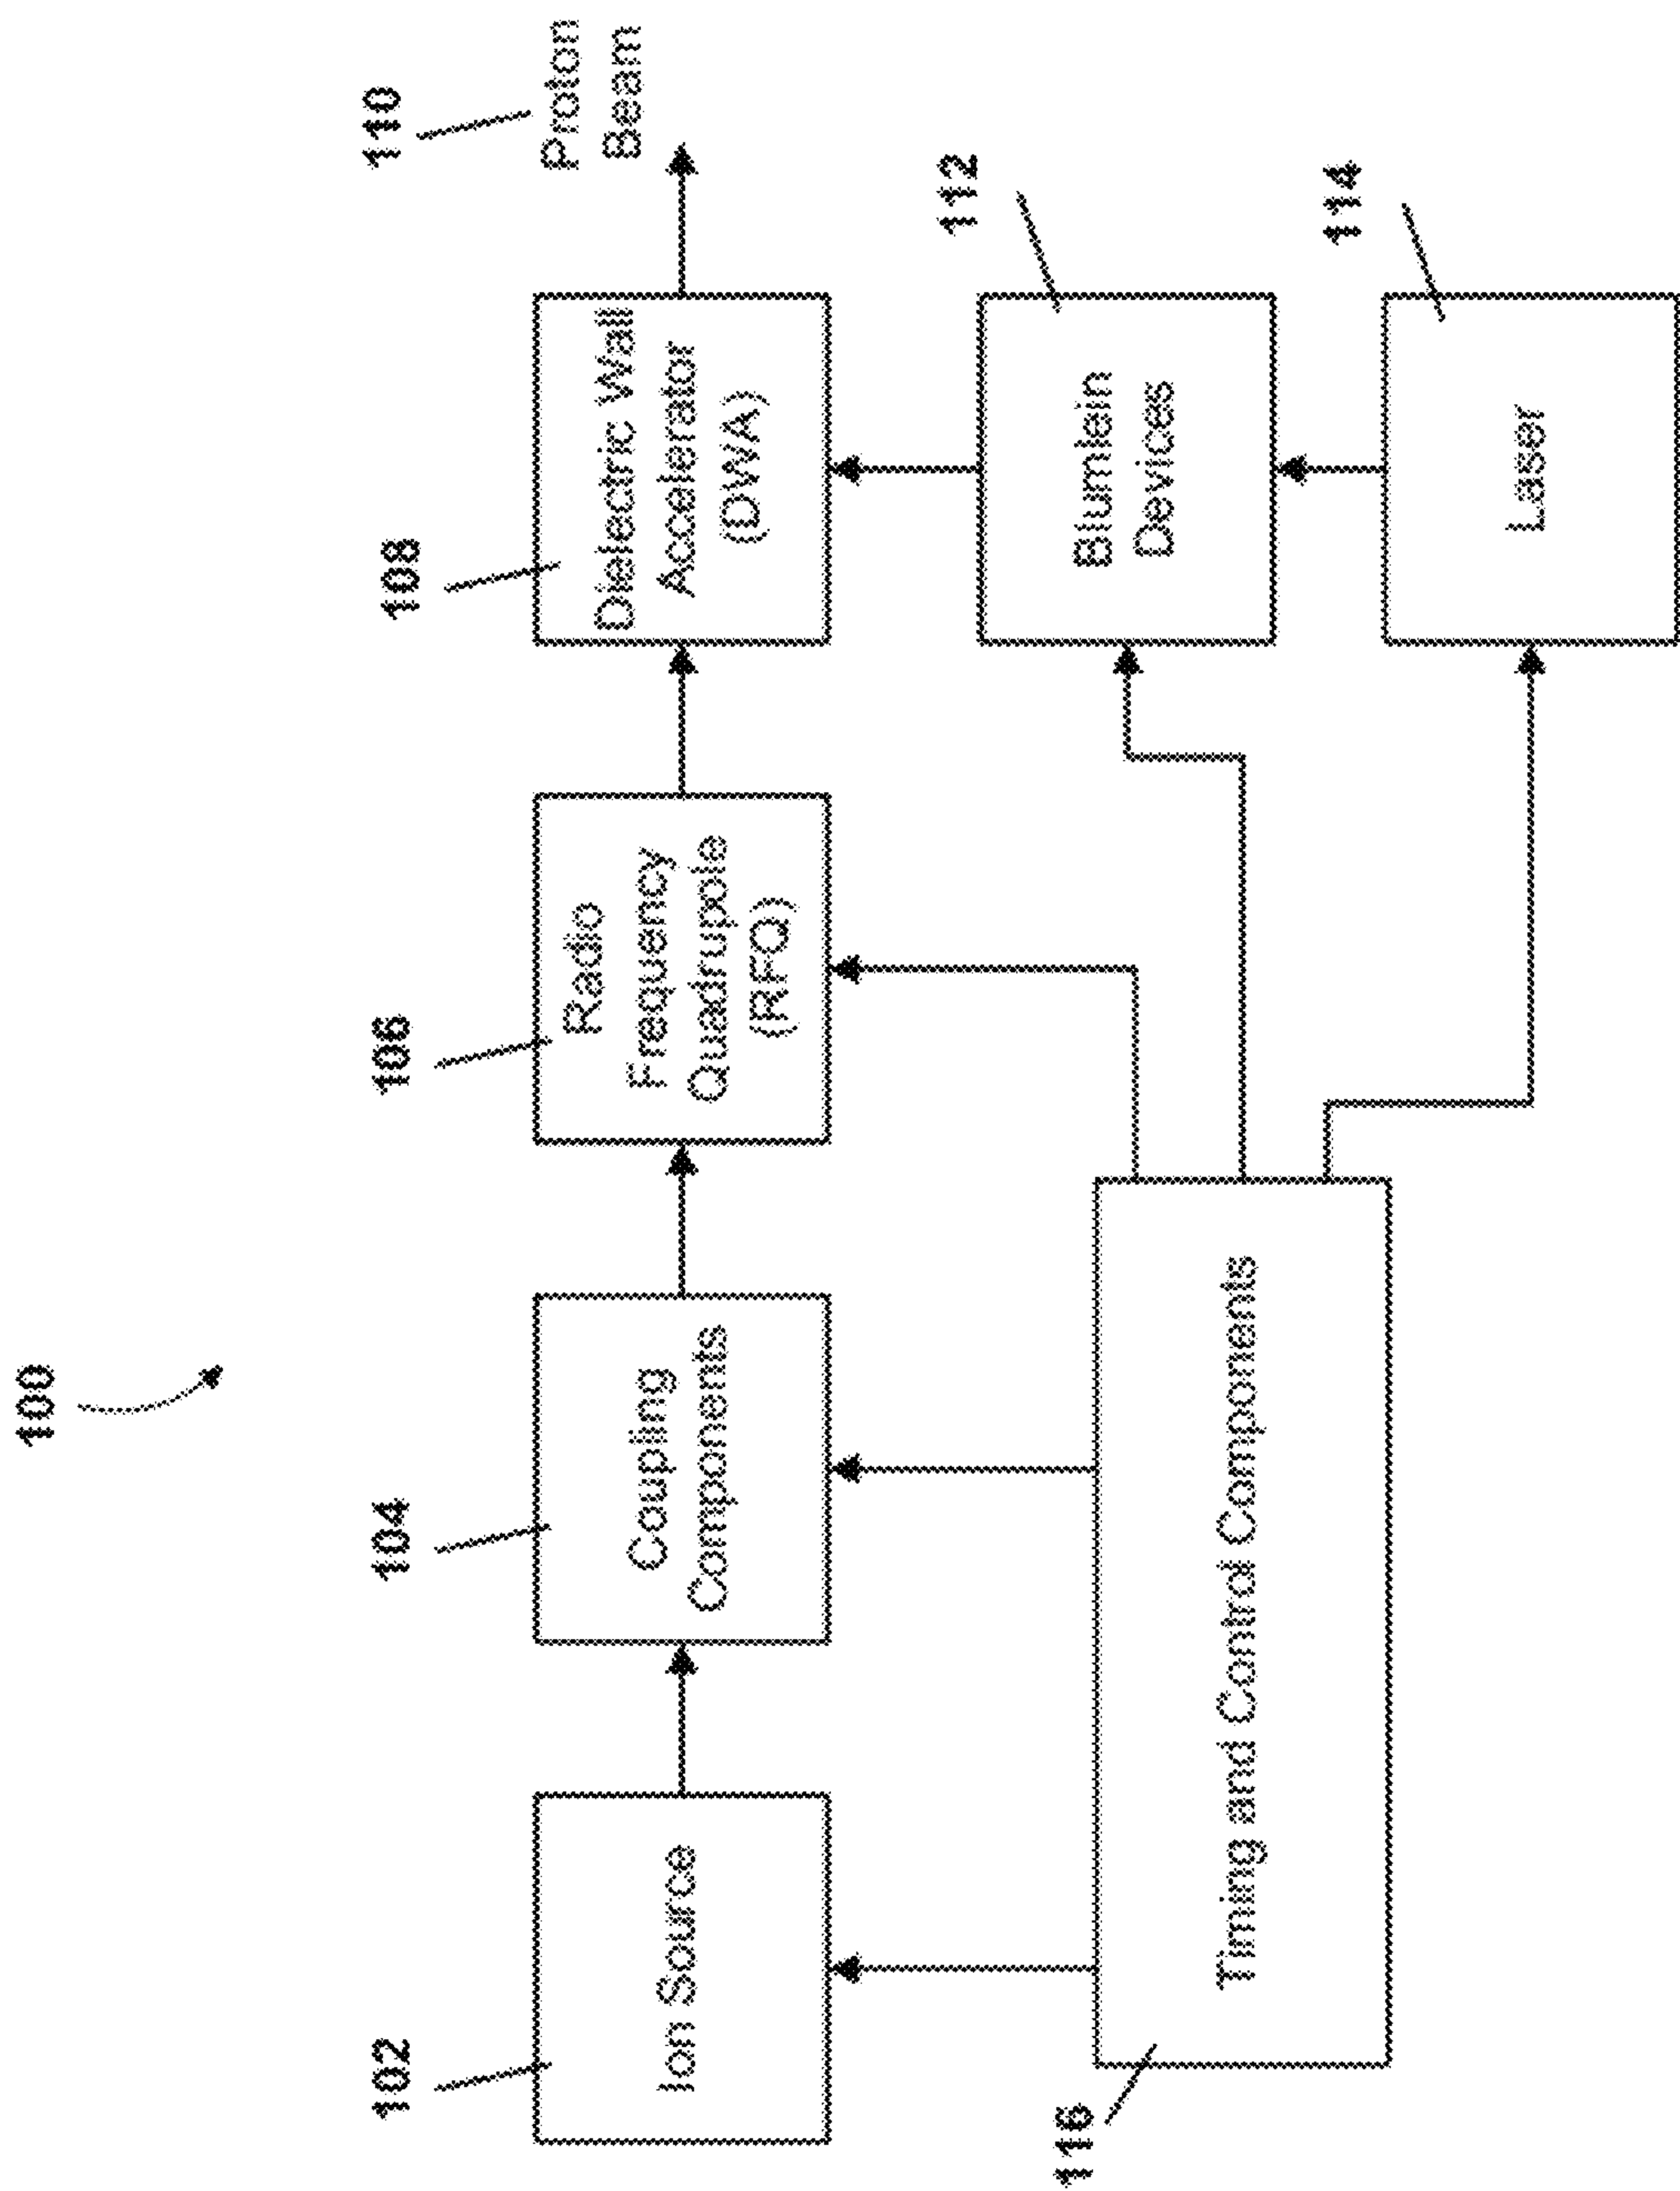 100
102
104
106
108
110
Ion Source
Coupling
Components
Radio
Frequency
Quadrupole
(RFQ)
Dielectric Wall
Accelerator
(DWA)
Proton
Beam
112
Blumlein
Devices
116
Timing and Control Components
114
Laser